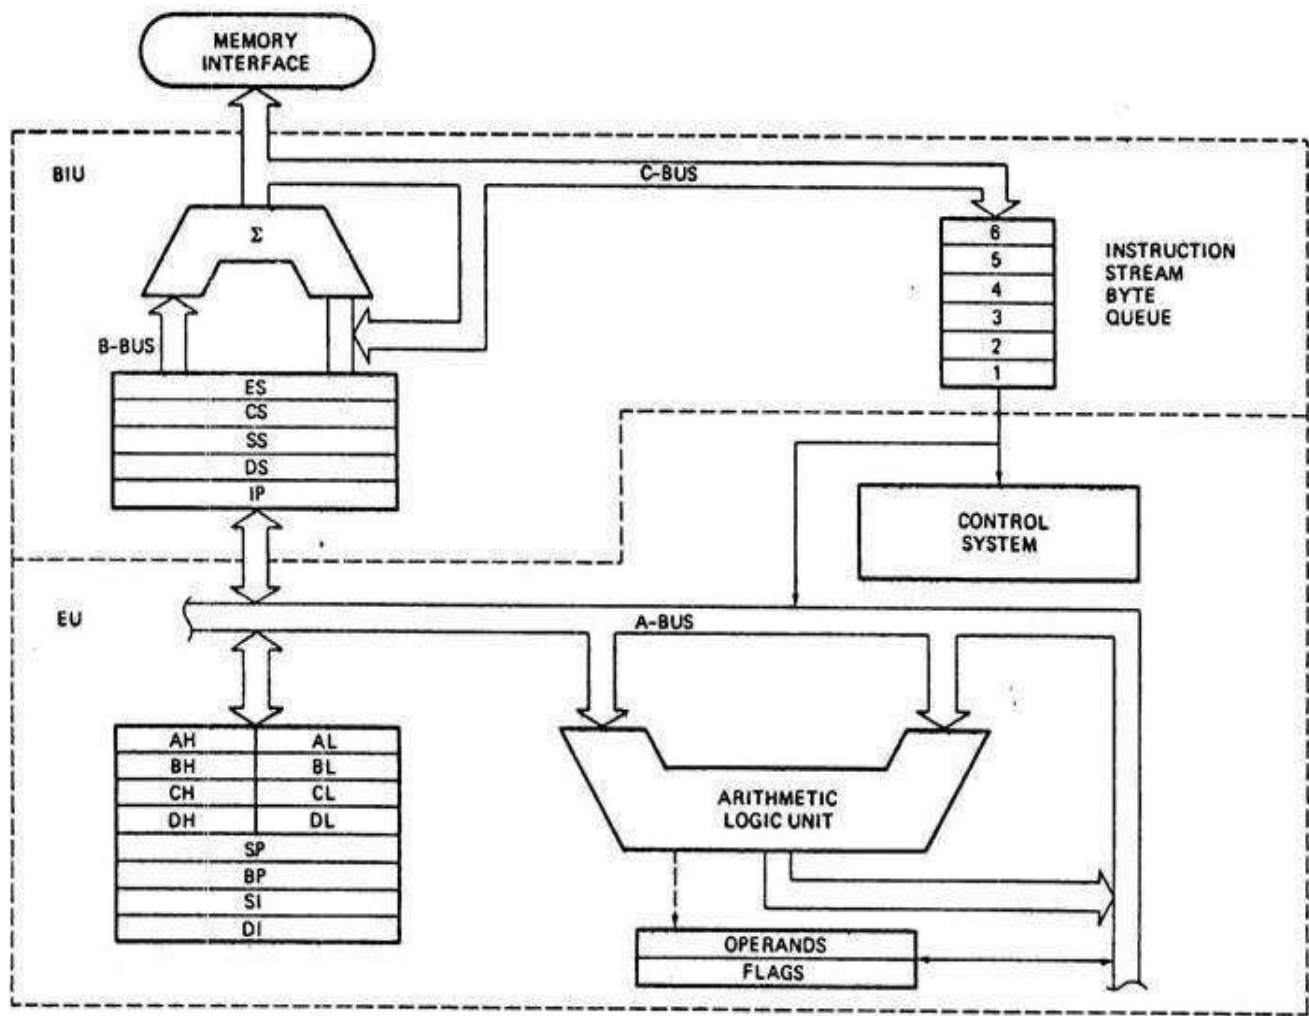 MEMORY
INTERFACE
BIU
C-BUS
Σ
B-BUS
6
5
4
3
2
1
INSTRUCTION
STREAM
BYTE
QUEUE
ES
CS
SS
DS
IP
CONTROL
SYSTEM
EU
A-BUS
AH AL
BH BL
CH CL
DH DL
SP
BP
SI
DI
ARITHMETIC
LOGIC UNIT
OPERANDS
FLAGS